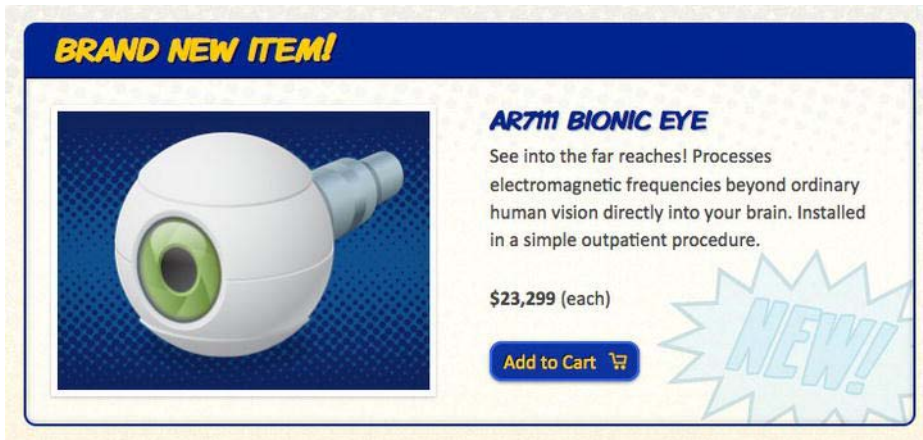 BRAND NEW ITEM!
AR7111 BIONIC EYE
See into the far reaches! Processes
electromagnetic frequencies beyond ordinary
human vision directly into your brain. Installed
in a simple outpatient procedure.
$23,299 (each)
Add to Cart
NEW!